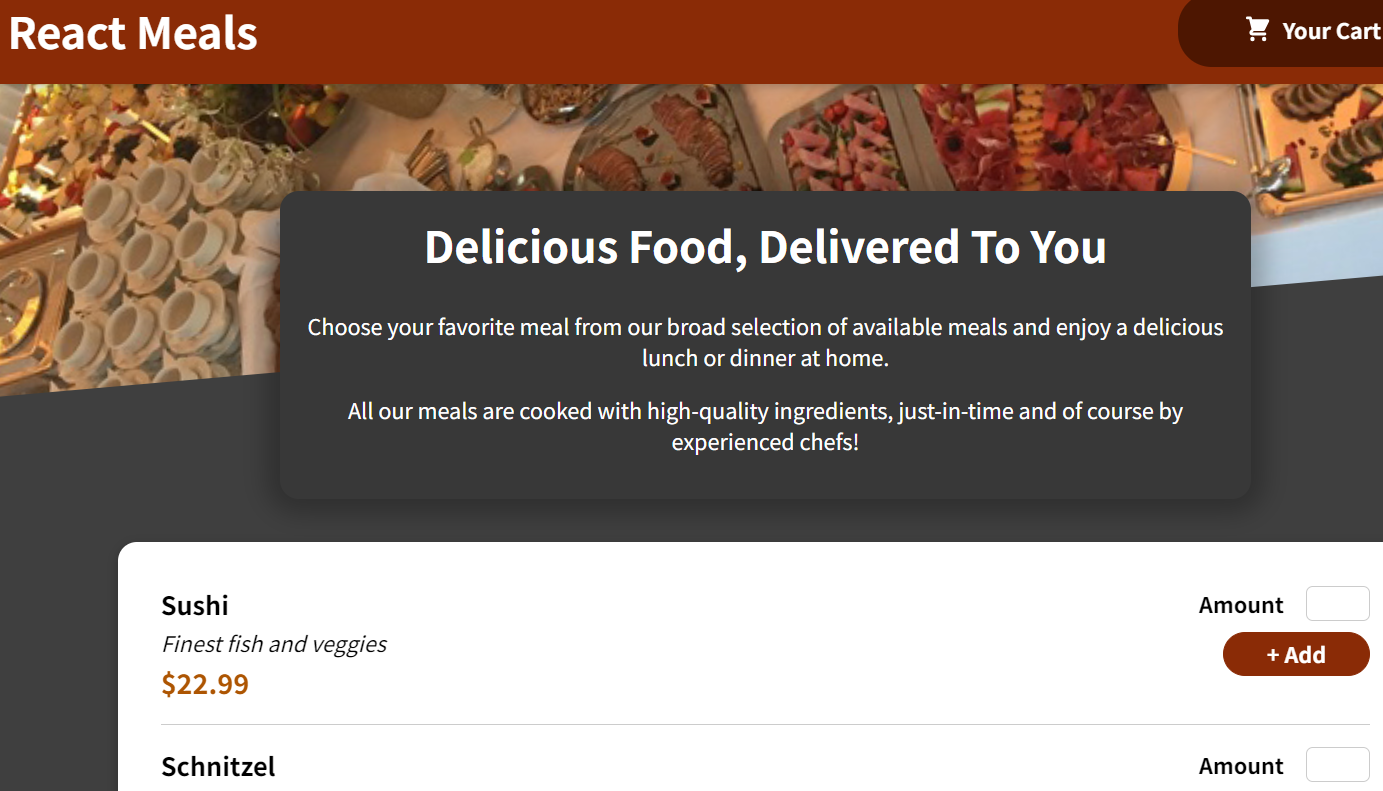 React Meals
Your Cart
Delicious Food, Delivered To You
Choose your favorite meal from our broad selection of available meals and enjoy a delicious
lunch or dinner at home.
All our meals are cooked with high-quality ingredients, just-in-time and of course by
experienced chefs!
Sushi
Amount
Finest fish and veggies
+ Add
$22.99
Schnitzel
Amount